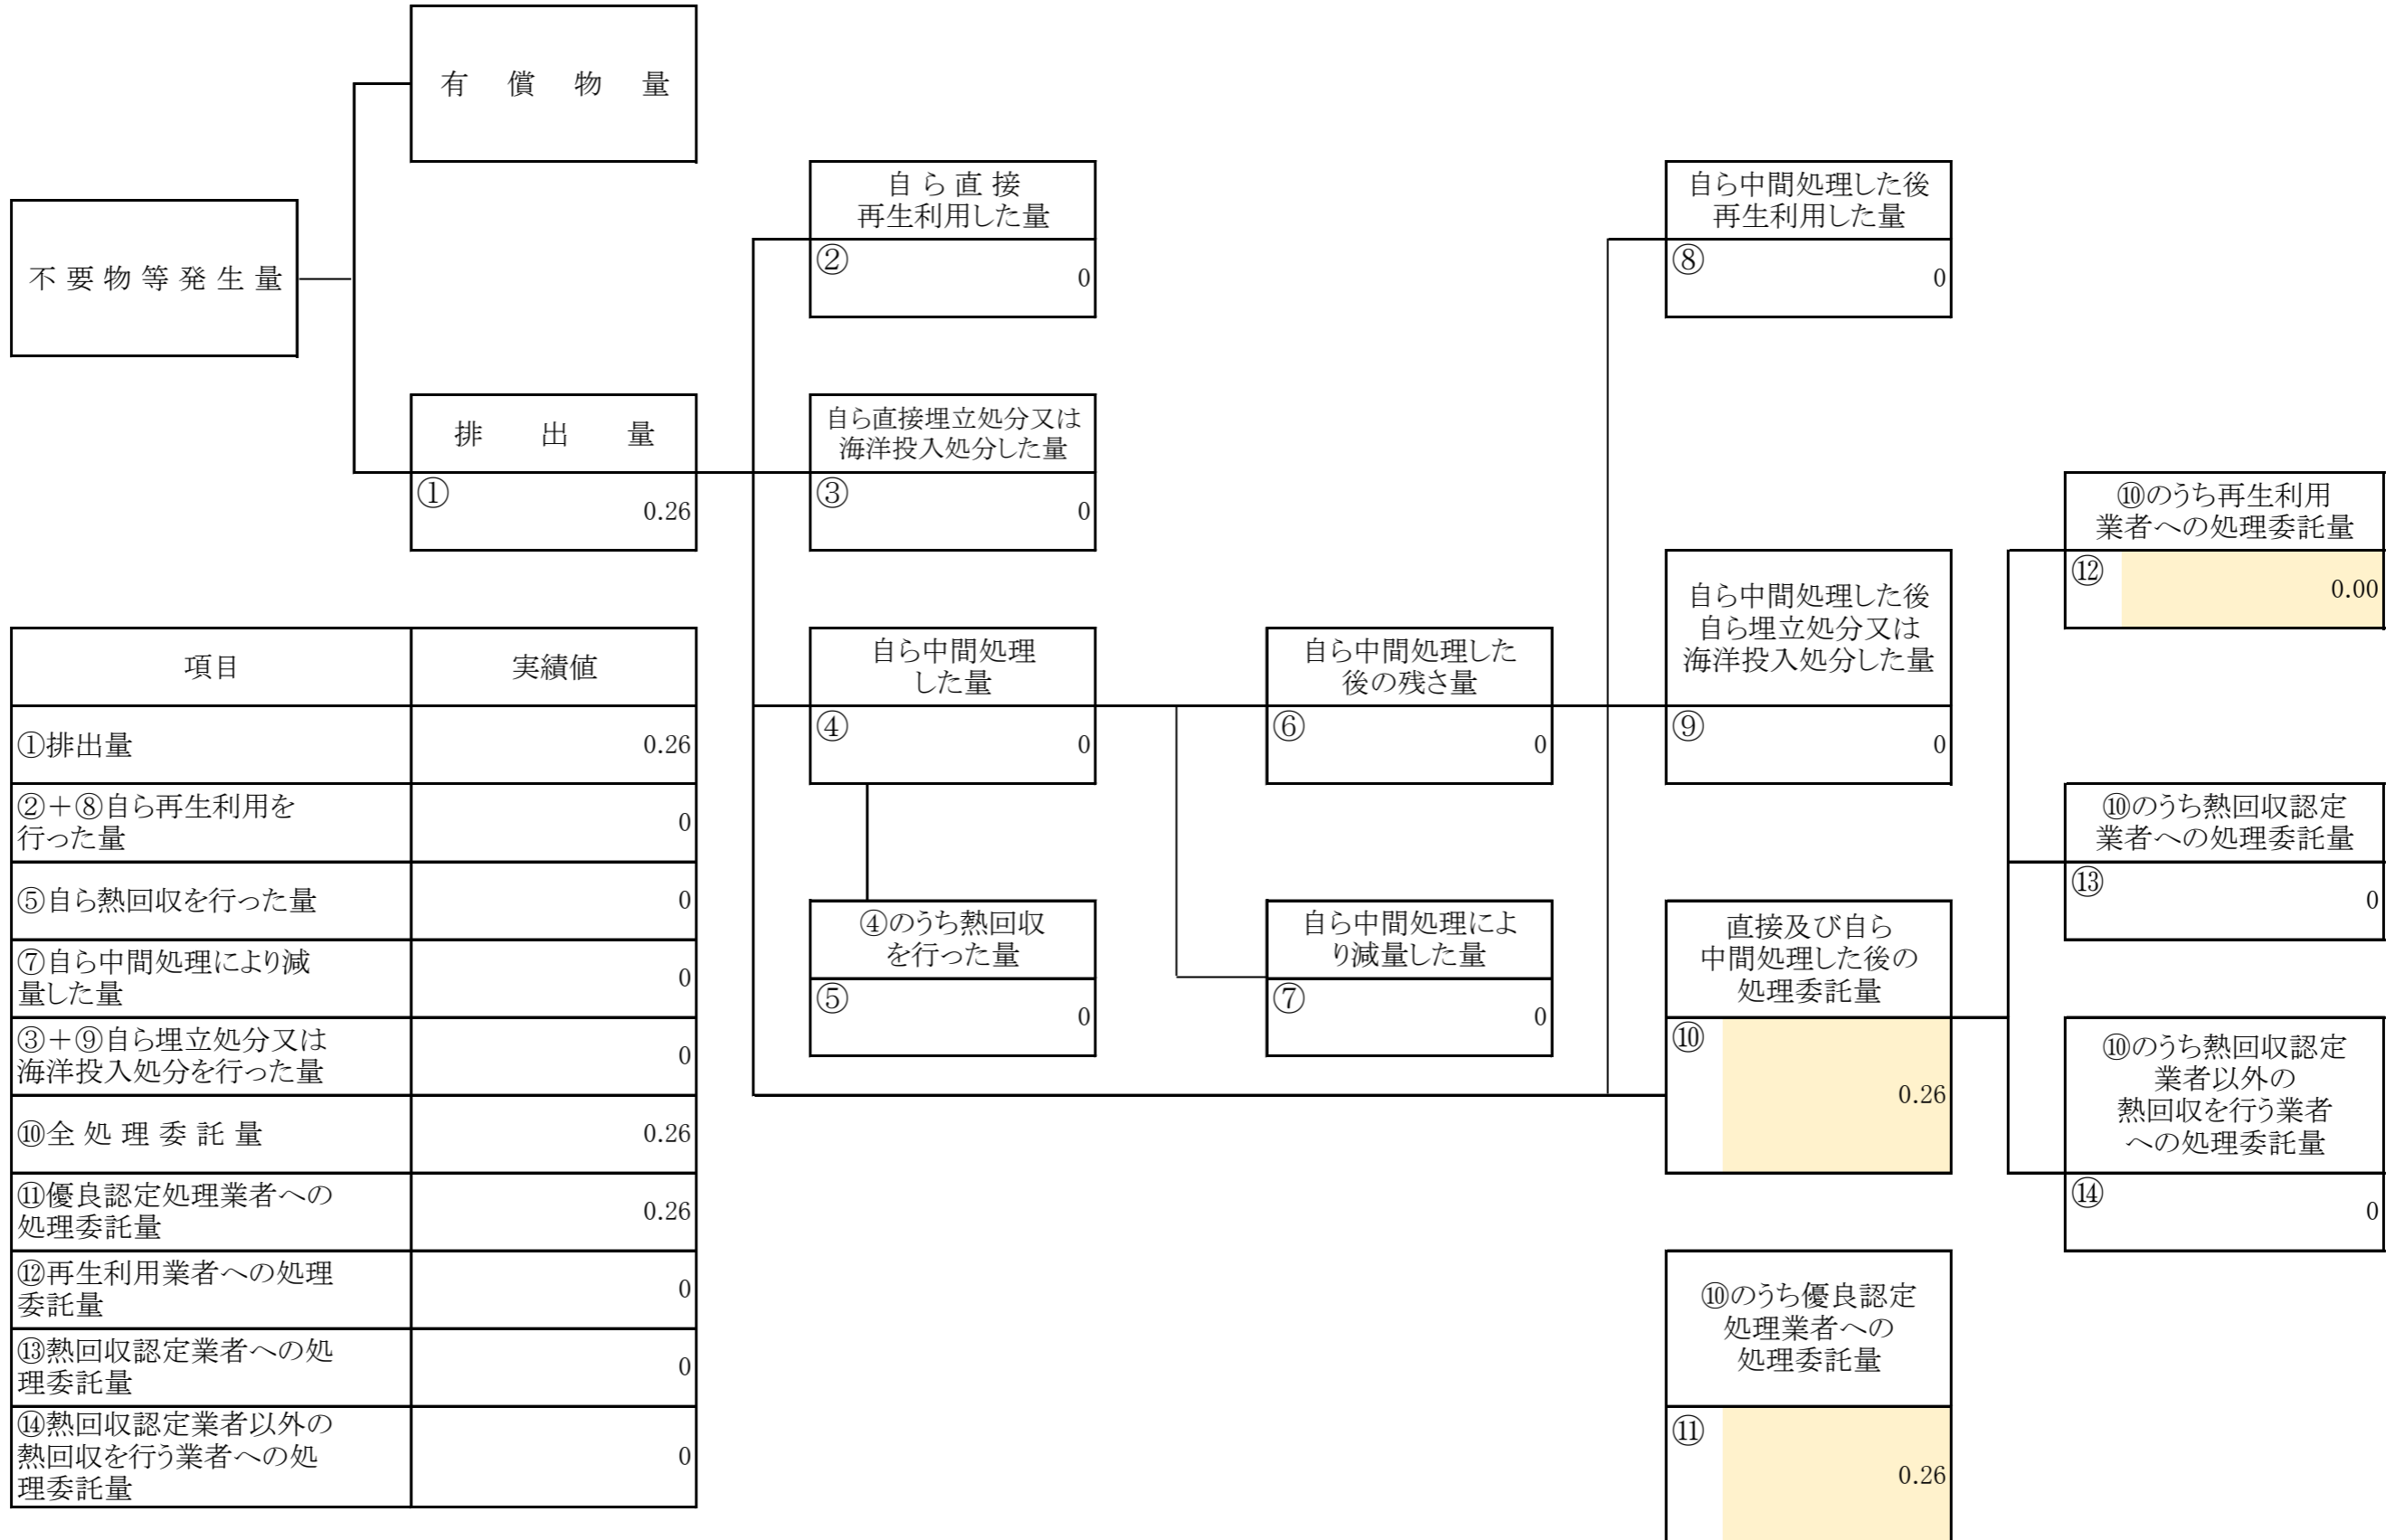 有 償 物 量
不 要 物 等 発 生 量
排 出 量
①
0.26
自 ら 直 接
再生利用した量
②
0
自ら直接埋立処分又は
海洋投入処分した量
③
0
自ら中間処理
した量
④
0
④のうち熱回収
を行った量
⑤
0
自ら中間処理した
後の残さ量
⑥
0
自ら中間処理によ
り減量した量
⑦
0
自ら中間処理した後
再生利用した量
⑧
0
自ら中間処理した後
自ら埋立処分又は
海洋投入処分した量
⑨
0
直接及び自ら
中間処理した後の
処理委託量
⑩
0.26
⑩のうち優良認定
処理業者への
処理委託量
⑪
0.26
⑩のうち再生利用
業者への処理委託量
⑫
0.00
⑩のうち熱回収認定
業者への処理委託量
⑬
0
⑩のうち熱回収認定
業者以外の
熱回収を行う業者
への処理委託量
⑭
0
項目 実績値
①排出量 0.26
②＋⑧自ら再生利用を
行った量 0
⑤自ら熱回収を行った量 0
⑦自ら中間処理により減
量した量 0
③＋⑨自ら埋立処分又は
海洋投入処分を行った量 0
⑩全 処 理 委 託 量 0.26
⑪優良認定処理業者への
処理委託量 0.26
⑫再生利用業者への処理
委託量 0
⑬熱回収認定業者への処
理委託量 0
⑭熱回収認定業者以外の
熱回収を行う業者への処
理委託量 0